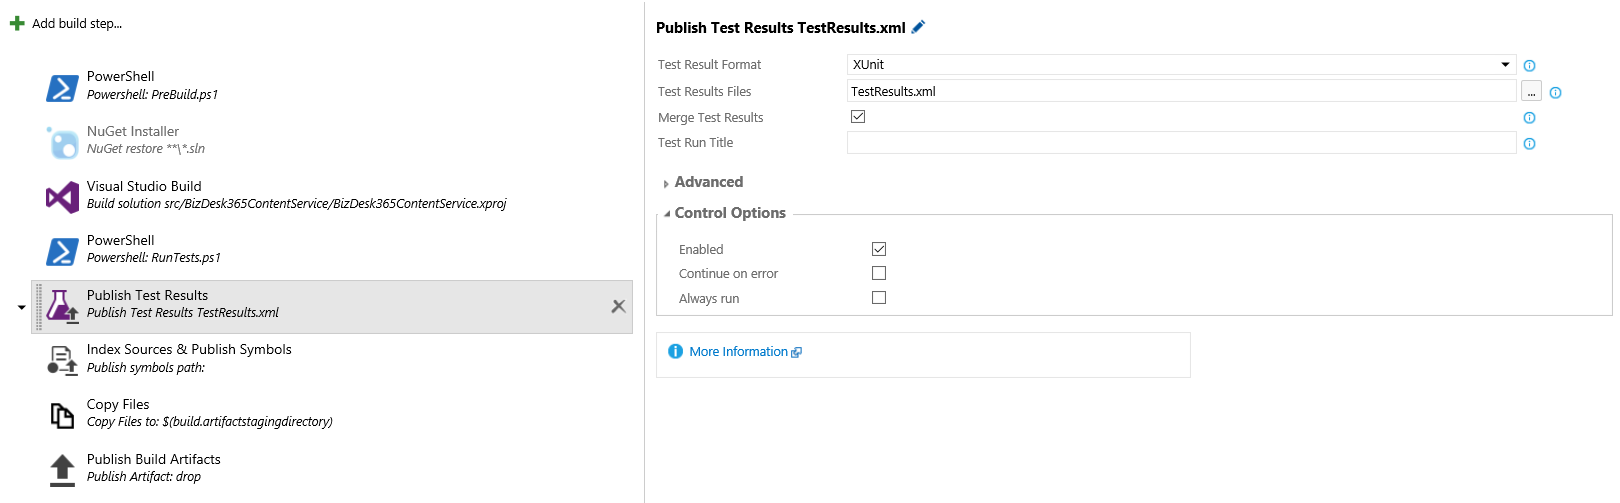 Add build step...
PowerShell
Powershell: PreBuild.ps1
NuGet Installer
NuGet restore **\*.sln
Visual Studio Build
Build solution src/BizDesk365ContentService/BizDesk365ContentService.xproj
PowerShell
Powershell: RunTests.ps1
Publish Test Results
Publish Test Results TestResults.xml
Index Sources & Publish Symbols
Publish symbols path:
Copy Files
Copy Files to: $(build.artifactstagingdirectory)
Publish Build Artifacts
Publish Artifact: drop
Publish Test Results TestResults.xml
Test Result Format
XUnit
Test Results Files
TestResults.xml
...
Merge Test Results
Test Run Title
Advanced
Control Options
Enabled
Continue on error
Always run
More Information